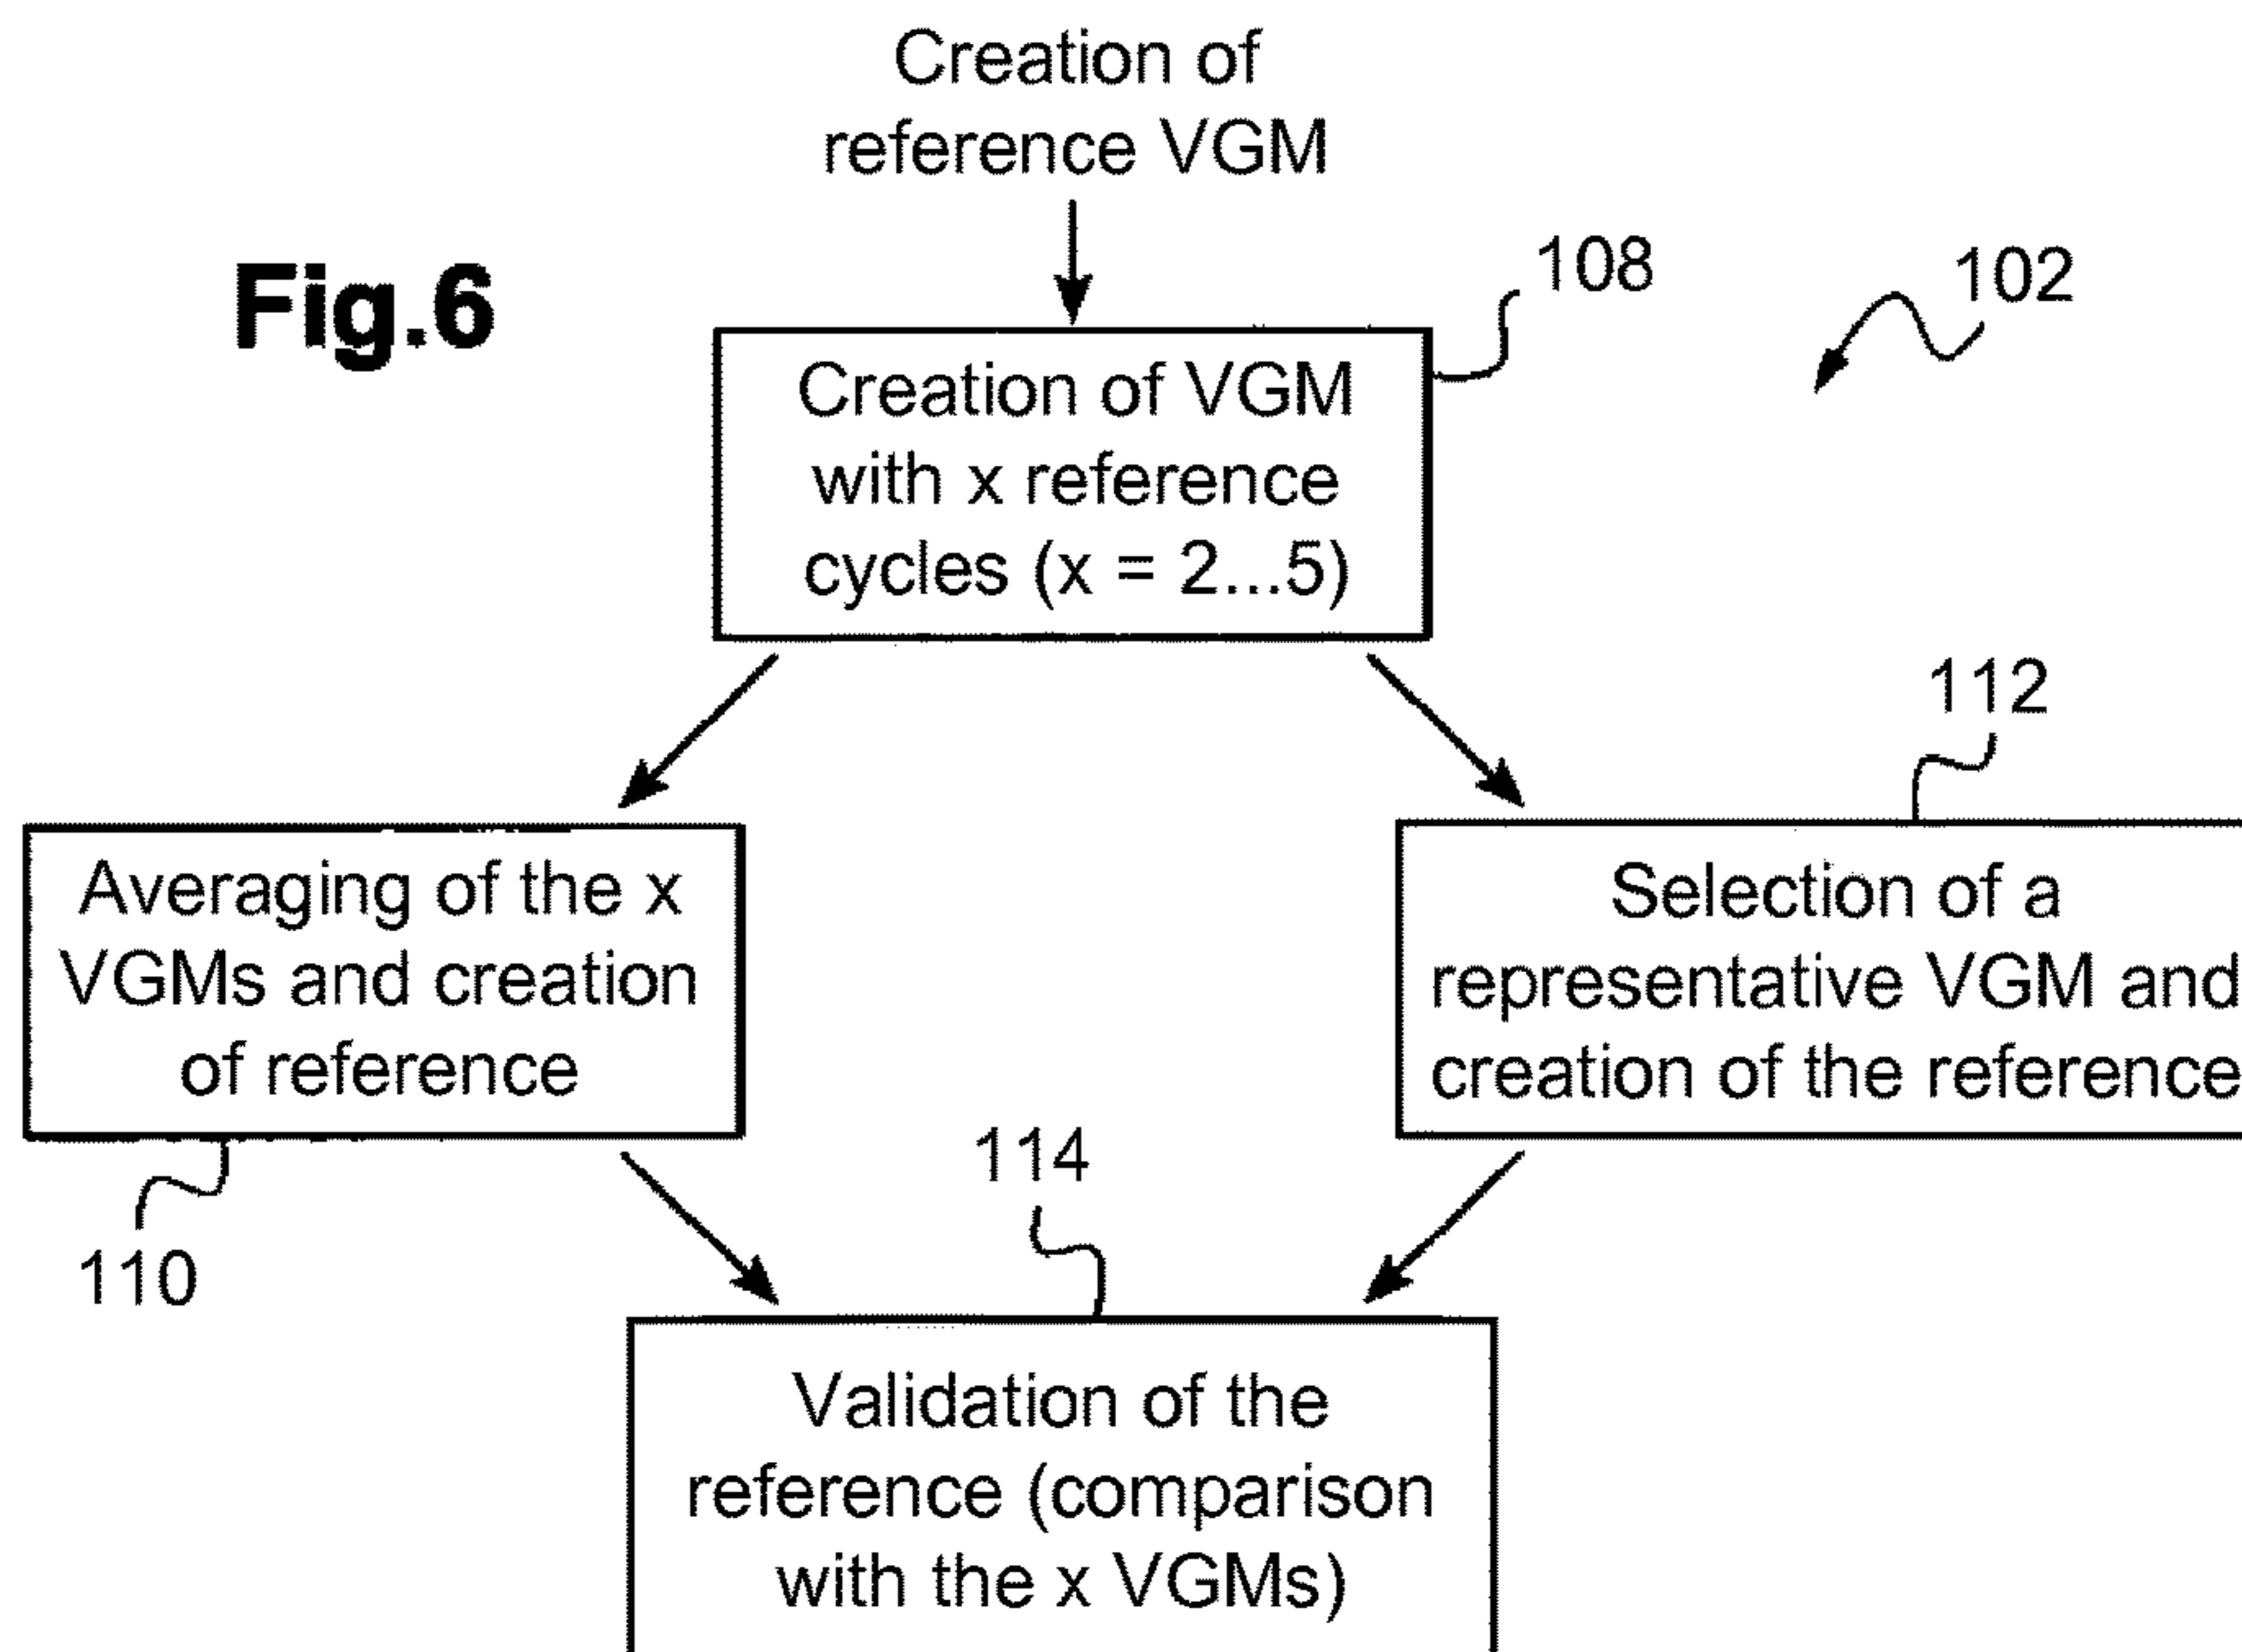 Creation of
reference VGM
Fig.6
108
102
Creation of VGM
with x reference
cycles (x = 2...5)
112
Averaging of the x
VGMs and creation
of reference
Selection of a
representative VGM and
creation of the reference
110
114
Validation of the
reference (comparison
with the x VGMs)